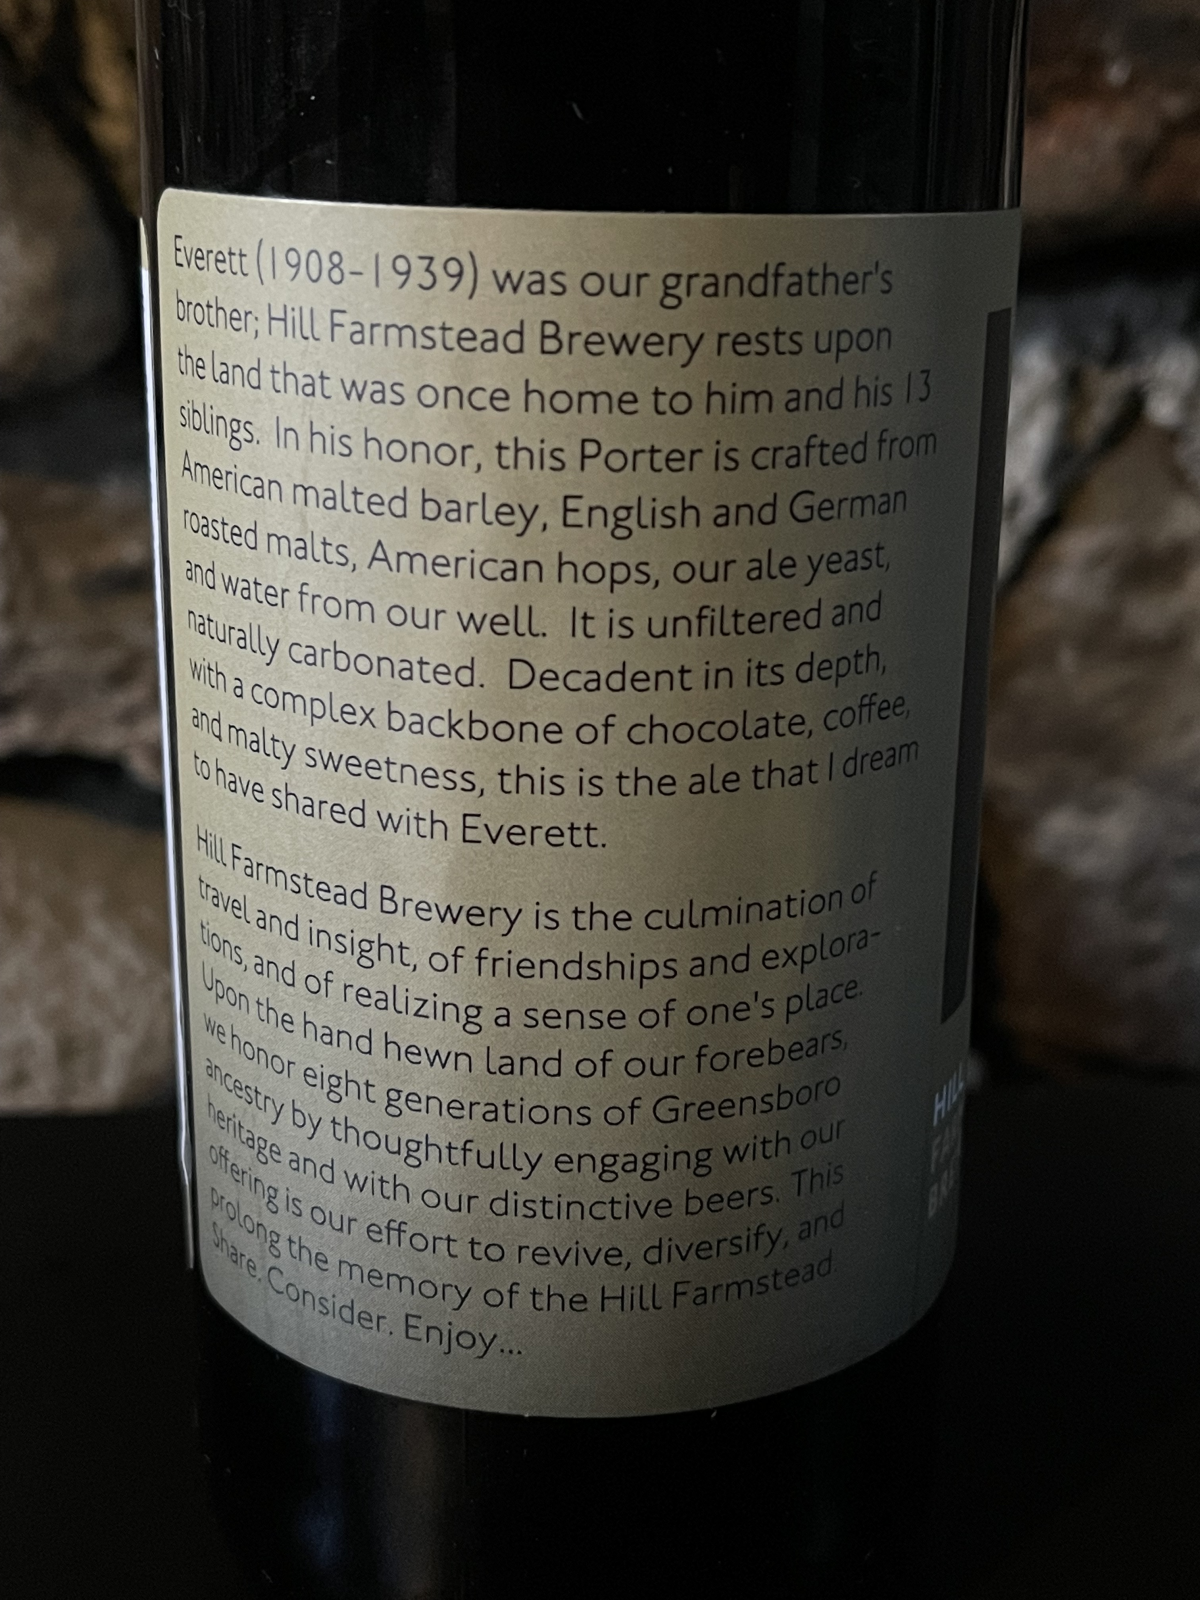 Everett (1908-1939) was our grandfather's
brother; Hill Farmstead Brewery rests upon
the land that was once home to him and his 13
siblings. In his honor, this Porter is crafted from
American malted barley, English and German
roasted malts, American hops, our ale yeast,
and water from our well. It is unfiltered and
naturally carbonated. Decadent in its depth,
with a complex backbone of chocolate, coffee,
and malty sweetness, this is the ale that I dream
to have shared with Everett.
Hill Farmstead Brewery is the culmination of
travel and insight, of friendships and explora-
tions, and of realizing a sense of one's place.
Upon the hand hewn land of our forebears,
we honor eight generations of Greensboro
ancestry by thoughtfully engaging with our
heritage and with our distinctive beers. This
offering is our effort to revive, diversify, and
prolong the memory of the Hill Farmstead.
Share. Consider. Enjoy...
HILL